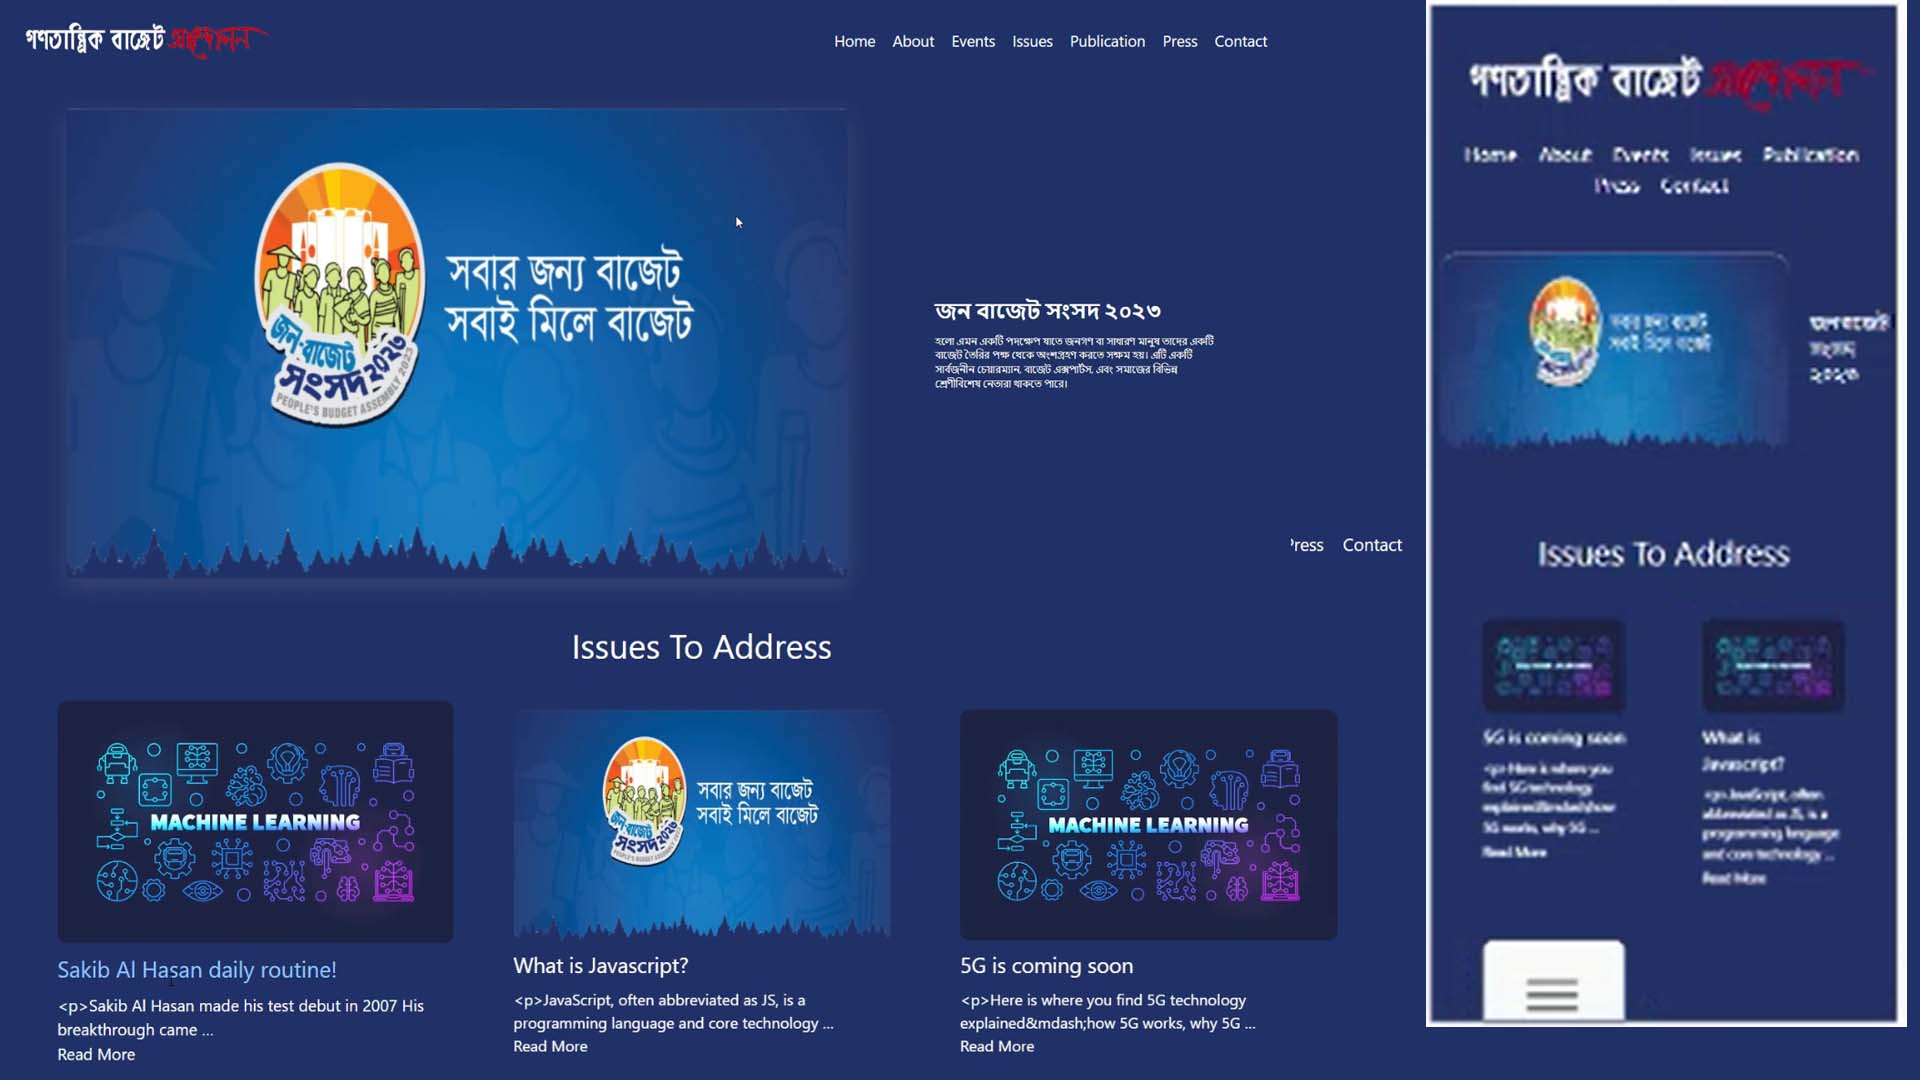 গণতান্ত্রিক বাজেট আন্দোলন
Home About Events Issues Publication Press Contact
সবার জন্য বাজেট
সবাই মিলে বাজেট
জন-বাজেট
সংসদ ২০২৩
PEOPLE'S BUDGET ASSEMBLY 2023
জন বাজেট সংসদ ২০২৩
হলো এমন একটি পদক্ষেপ যাতে জনগণ বা সাধারণ মানুষ তাদের একটি
বাজেট তৈরির পক্ষ থেকে অংশগ্রহণ করতে সক্ষম হয়। এটি একটি
সার্বজনীন চেয়ারম্যান, বাজেট এক্সপার্টস, এবং সমাজের বিভিন্ন
শ্রেণীবিশেষ নেতারা থাকতে পারে।
Press Contact
Issues To Address
MACHINE LEARNING
Sakib Al Hasan daily routine!
<p>Sakib Al Hasan made his test debut in 2007 His
breakthrough came ...
Read More
সবার জন্য বাজেট
সবাই মিলে বাজেট
জন-বাজেট
সংসদ ২০২৩
What is Javascript?
<p>JavaScript, often abbreviated as JS, is a
programming language and core technology ...
Read More
MACHINE LEARNING
5G is coming soon
<p>Here is where you find 5G technology
explained&mdash;how 5G works, why 5G ...
Read More
গণতান্ত্রিক বাজেট আন্দোলন
Home About Events Issues Publication
Press Contact
সবার জন্য বাজেট
সবাই মিলে বাজেট
জন বাজেট
সংসদ
২০২৩
Issues To Address
5G is coming soon
<p>Here is where you
find 5G technology
explained&mdash;how
5G works, why 5G ...
Read More
What is
Javascript?
<p>JavaScript, often
abbreviated as JS, is a
programming language
and core technology ...
Read More